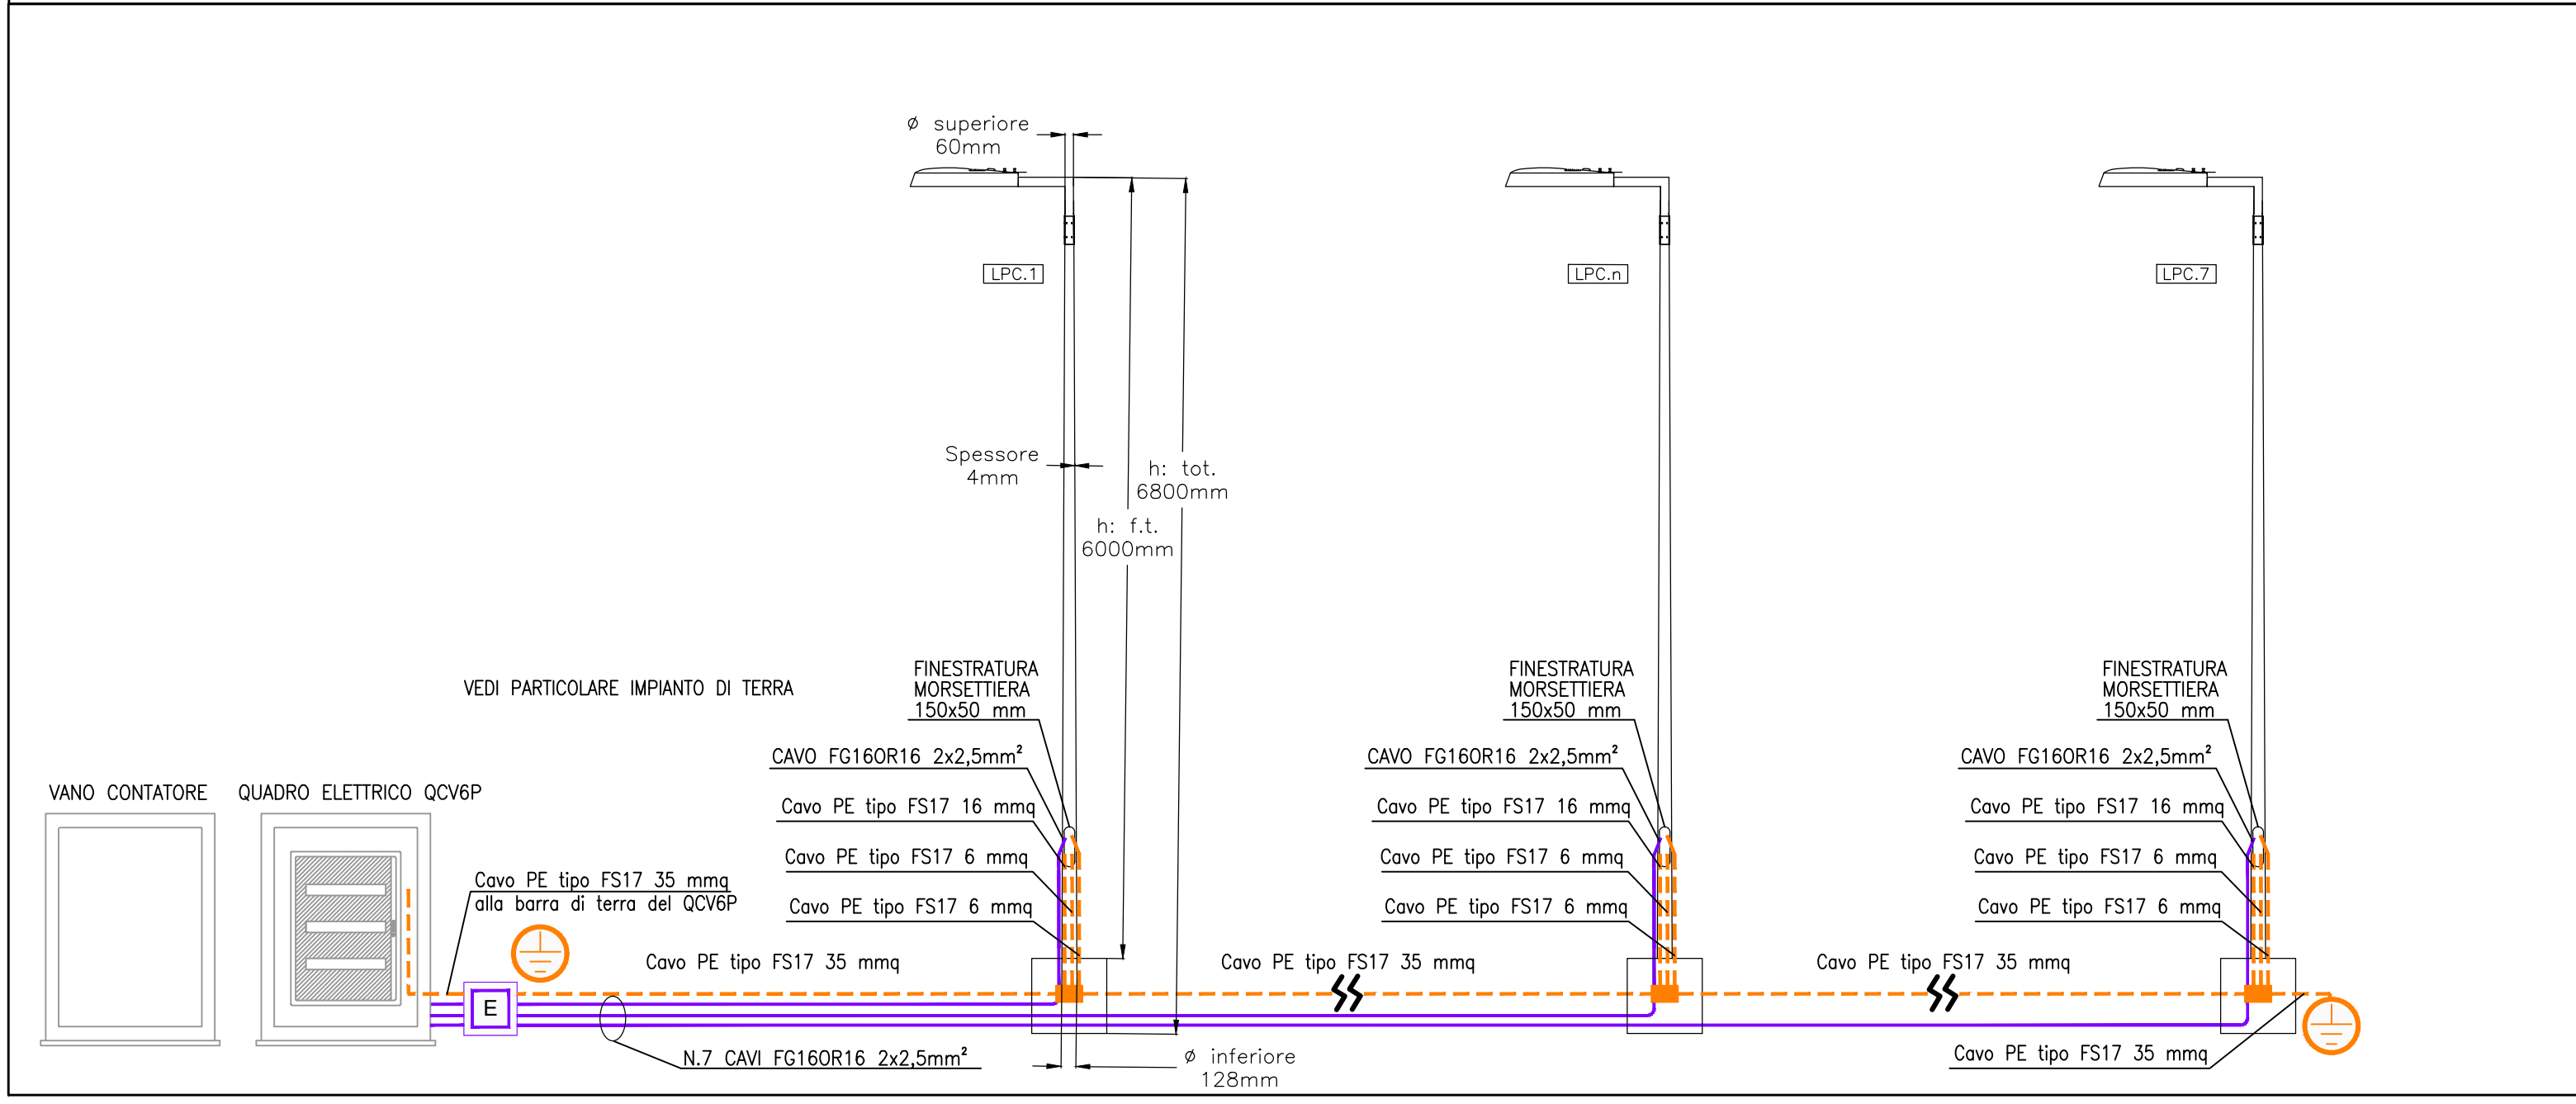 Ø superiore
60mm
LPC.1
LPC.n
LPC.7
Spessore
4mm
h: tot.
6800mm
h: f.t.
6000mm
VEDI PARTICOLARE IMPIANTO DI TERRA
FINESTRATURA
MORSETTIERA
150x50 mm
FINESTRATURA
MORSETTIERA
150x50 mm
FINESTRATURA
MORSETTIERA
150x50 mm
CAVO FG16OR16 2x2,5mm²
CAVO FG16OR16 2x2,5mm²
CAVO FG16OR16 2x2,5mm²
VANO CONTATORE
QUADRO ELETTRICO QCV6P
Cavo PE tipo FS17 16 mmq
Cavo PE tipo FS17 16 mmq
Cavo PE tipo FS17 16 mmq
Cavo PE tipo FS17 6 mmq
Cavo PE tipo FS17 6 mmq
Cavo PE tipo FS17 6 mmq
Cavo PE tipo FS17 35 mmq
alla barra di terra del QCV6P
Cavo PE tipo FS17 6 mmq
Cavo PE tipo FS17 6 mmq
Cavo PE tipo FS17 6 mmq
Cavo PE tipo FS17 35 mmq
Cavo PE tipo FS17 35 mmq
Cavo PE tipo FS17 35 mmq
E
N.7 CAVI FG16OR16 2x2,5mm²
Ø inferiore
128mm
Cavo PE tipo FS17 35 mmq